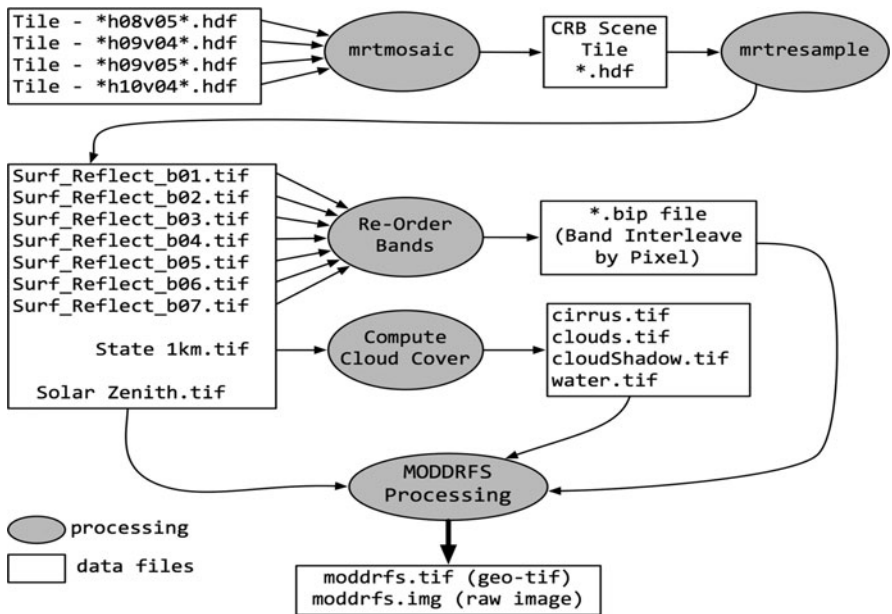 Tile - *h08v05*.hdf
Tile - *h09v04*.hdf
Tile - *h09v05*.hdf
Tile - *h10v04*.hdf
mrtmosaic
CRB Scene
Tile
*.hdf
mrtresample
Surf_Reflect_b01.tif
Surf_Reflect_b02.tif
Surf_Reflect_b03.tif
Surf_Reflect_b04.tif
Surf_Reflect_b05.tif
Surf_Reflect_b06.tif
Surf_Reflect_b07.tif
State 1km.tif
Solar Zenith.tif
Re-Order
Bands
*.bip file
(Band Interleave
by Pixel)
Compute
Cloud Cover
cirrus.tif
clouds.tif
cloudShadow.tif
water.tif
MODDRFS
Processing
processing
data files
moddrfs.tif (geo-tif)
moddrfs.img (raw image)